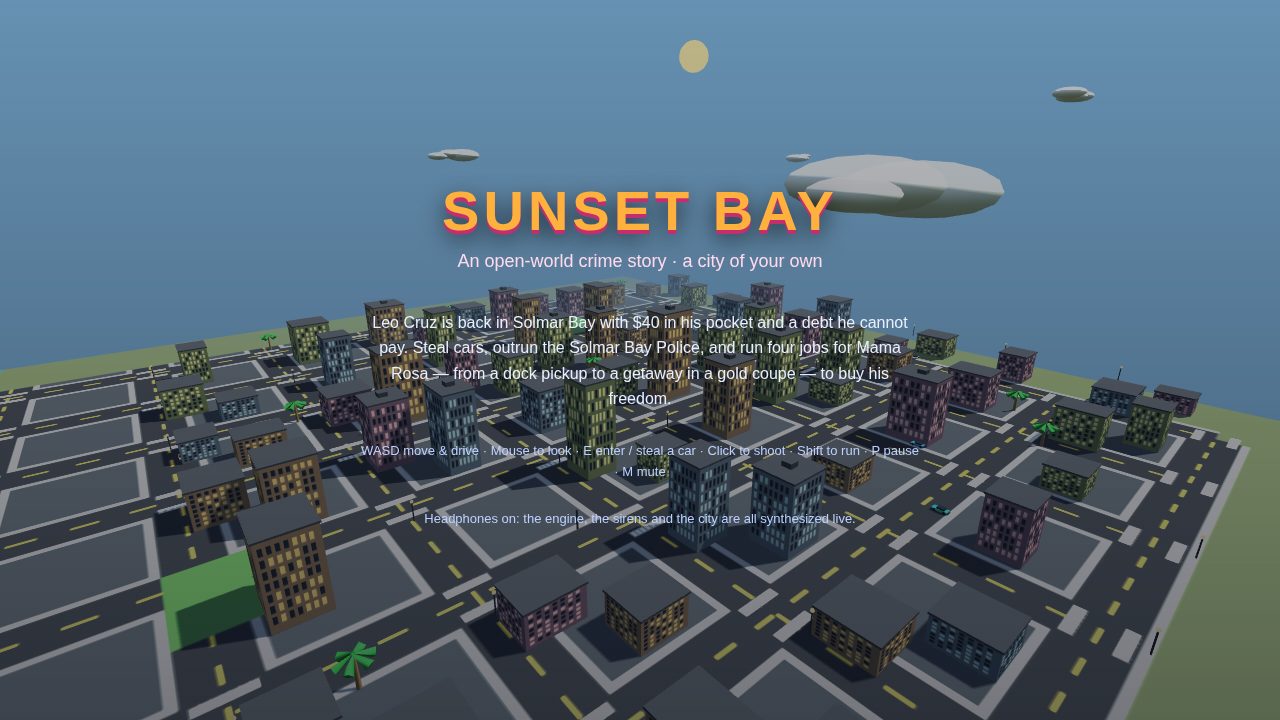 SUNSET BAY
An open-world crime story · a city of your own
Leo Cruz is back in Solmar Bay with $40 in his pocket and a debt he cannot
pay. Steal cars, outrun the Solmar Bay Police, and run four jobs for Mama
Rosa — from a dock pickup to a getaway in a gold coupe — to buy his
freedom.
WASD move & drive · Mouse to look · E enter / steal a car · Click to shoot · Shift to run · P pause
· M mute
Headphones on: the engine, the sirens and the city are all synthesized live.